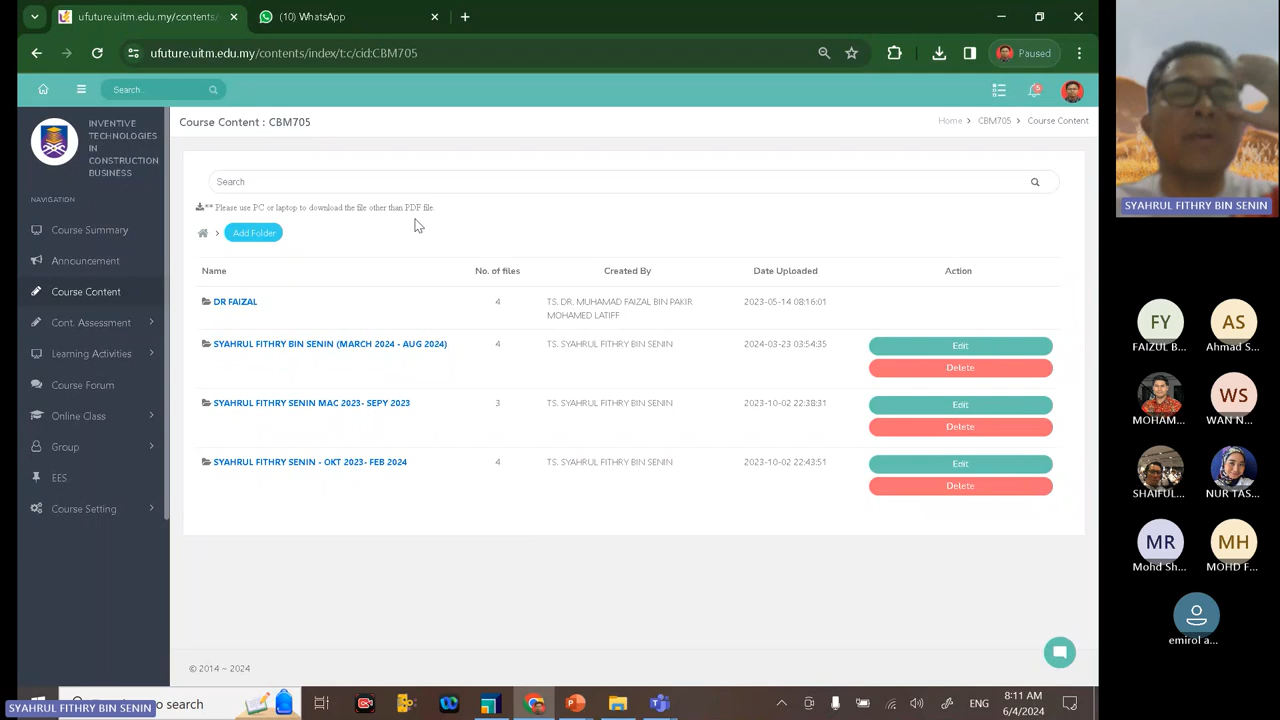 ufuture.uitm.edu.my/contents/
(10) WhatsApp
ufuture.uitm.edu.my/contents/index/t:c/cid:CBM705
Paused
Search...
5
INVENTIVE
TECHNOLOGIES
IN
CONSTRUCTION
BUSINESS
NAVIGATION
Course Summary
Announcement
Course Content
Cont. Assessment
Learning Activities
Course Forum
Online Class
Group
EES
Course Setting
Course Content : CBM705
Home > CBM705 > Course Content
Search
** Please use PC or laptop to download the file other than PDF file.
> Add Folder
Name No. of files Created By Date Uploaded Action
DR FAIZAL 4 TS. DR. MUHAMAD FAIZAL BIN PAKIR MOHAMED LATIFF 2023-05-14 08:16:01
SYAHRUL FITHRY BIN SENIN (MARCH 2024 - AUG 2024) 4 TS. SYAHRUL FITHRY BIN SENIN 2024-03-23 03:54:35 Edit
Delete
SYAHRUL FITHRY SENIN MAC 2023- SEPY 2023 3 TS. SYAHRUL FITHRY BIN SENIN 2023-10-02 22:38:31 Edit
Delete
SYAHRUL FITHRY SENIN - OKT 2023- FEB 2024 4 TS. SYAHRUL FITHRY BIN SENIN 2023-10-02 22:43:51 Edit
Delete
© 2014 – 2024
SYAHRUL FITHRY BIN SENIN
FY AS
FAIZUL B... Ahmad S...
WS
MOHAM... WAN N...
SHAIFUL... NUR TAS...
MR MH
Mohd Sh... MOHD F...
emirol a...
SYAHRUL FITHRY BIN SENIN
search
ENG
8:11 AM
6/4/2024